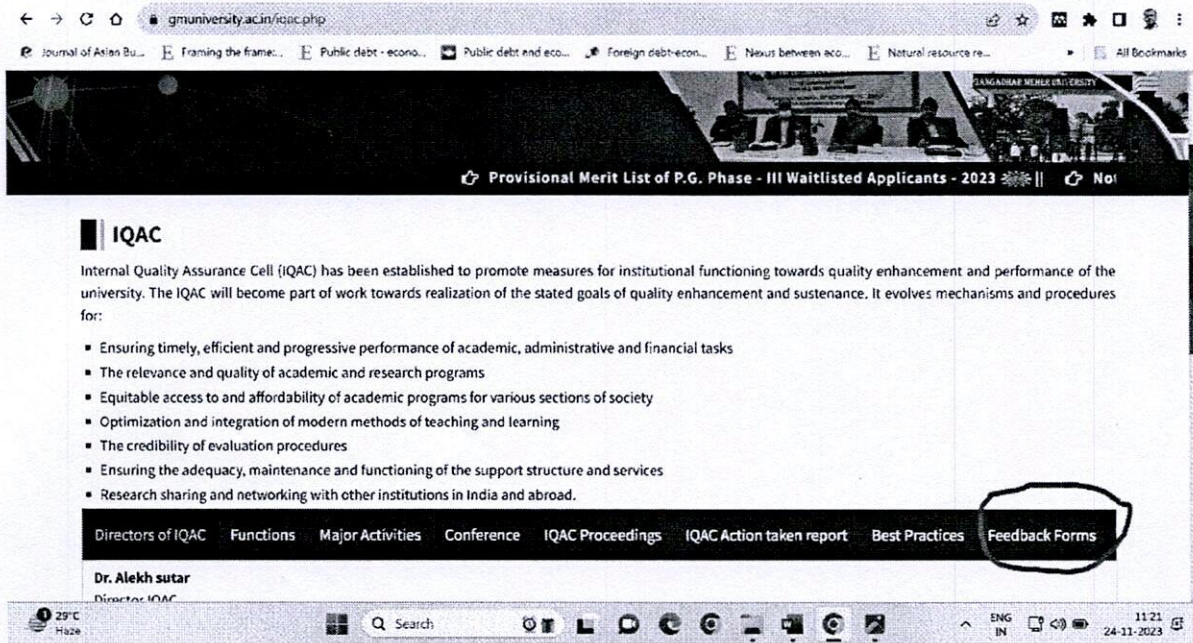 gmuniversity.ac.in/iqac.php
Journal of Asian Bu... Framing the frame:... Public debt - econo... Public debt and eco... Foreign debt-econ... Nexus between eco... Natural resource re... » All Bookmarks
GANGADHAR MEHER UNIVERSITY
Provisional Merit List of P.G. Phase - III Waitlisted Applicants - 2023 || Not
IQAC
Internal Quality Assurance Cell (IQAC) has been established to promote measures for institutional functioning towards quality enhancement and performance of the
university. The IQAC will become part of work towards realization of the stated goals of quality enhancement and sustenance. It evolves mechanisms and procedures
for:
▪ Ensuring timely, efficient and progressive performance of academic, administrative and financial tasks
▪ The relevance and quality of academic and research programs
▪ Equitable access to and affordability of academic programs for various sections of society
▪ Optimization and integration of modern methods of teaching and learning
▪ The credibility of evaluation procedures
▪ Ensuring the adequacy, maintenance and functioning of the support structure and services
▪ Research sharing and networking with other institutions in India and abroad.
Directors of IQAC Functions Major Activities Conference IQAC Proceedings IQAC Action taken report Best Practices Feedback Forms
Dr. Alekh sutar
Director IQAC
1 29°C Search ENG 11:21
Haze IN 24-11-2023